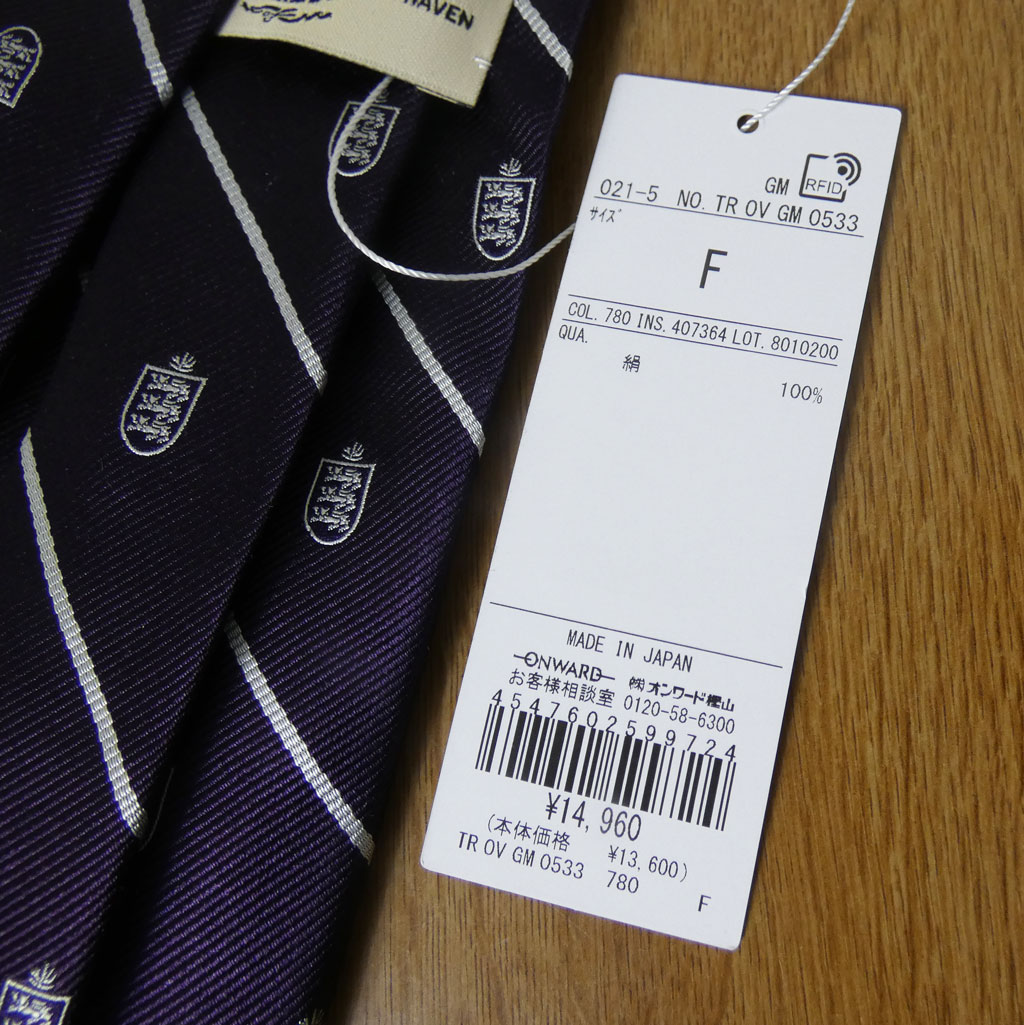 HAVEN
GM RFID
021-5 NO. TR OV GM 0533
サイズ
F
COL. 780 INS. 407364 LOT. 8010200
QUA.
絹 100%
MADE IN JAPAN
ONWARD ㈱オンワード樫山
お客様相談室 0120-58-6300
4547602599724
¥14,960
(本体価格 ¥13,600)
TR OV GM 0533 780 F